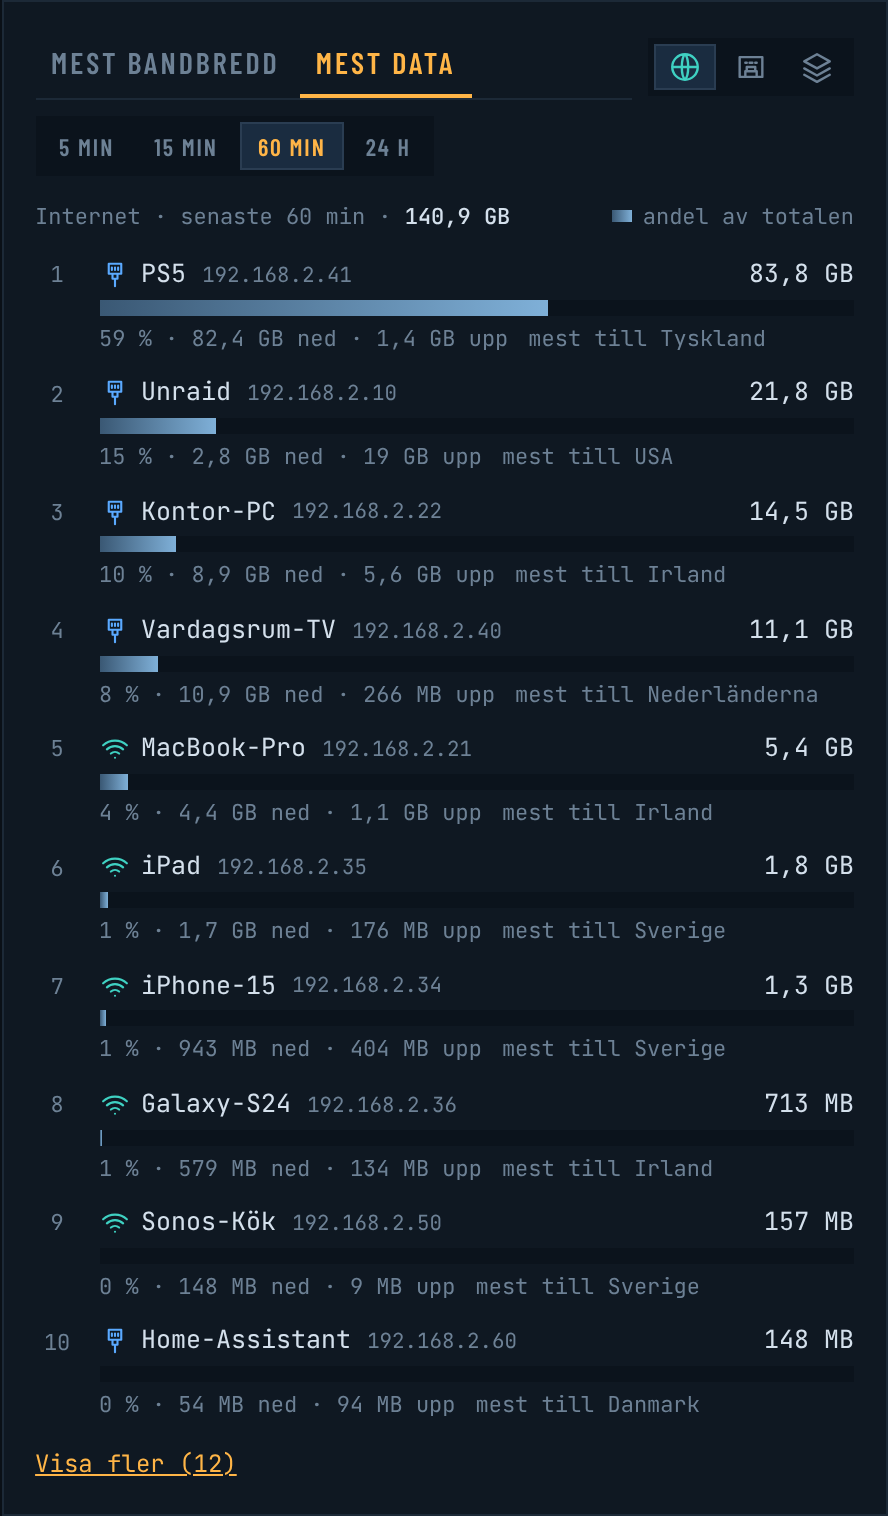 MEST BANDBREDD MEST DATA
5 MIN 15 MIN 60 MIN 24 H
Internet · senaste 60 min · 140,9 GB andel av totalen
1 PS5 192.168.2.41 83,8 GB
59 % · 82,4 GB ned · 1,4 GB upp mest till Tyskland
2 Unraid 192.168.2.10 21,8 GB
15 % · 2,8 GB ned · 19 GB upp mest till USA
3 Kontor-PC 192.168.2.22 14,5 GB
10 % · 8,9 GB ned · 5,6 GB upp mest till Irland
4 Vardagsrum-TV 192.168.2.40 11,1 GB
8 % · 10,9 GB ned · 266 MB upp mest till Nederländerna
5 MacBook-Pro 192.168.2.21 5,4 GB
4 % · 4,4 GB ned · 1,1 GB upp mest till Irland
6 iPad 192.168.2.35 1,8 GB
1 % · 1,7 GB ned · 176 MB upp mest till Sverige
7 iPhone-15 192.168.2.34 1,3 GB
1 % · 943 MB ned · 404 MB upp mest till Sverige
8 Galaxy-S24 192.168.2.36 713 MB
1 % · 579 MB ned · 134 MB upp mest till Irland
9 Sonos-Kök 192.168.2.50 157 MB
0 % · 148 MB ned · 9 MB upp mest till Sverige
10 Home-Assistant 192.168.2.60 148 MB
0 % · 54 MB ned · 94 MB upp mest till Danmark
Visa fler (12)